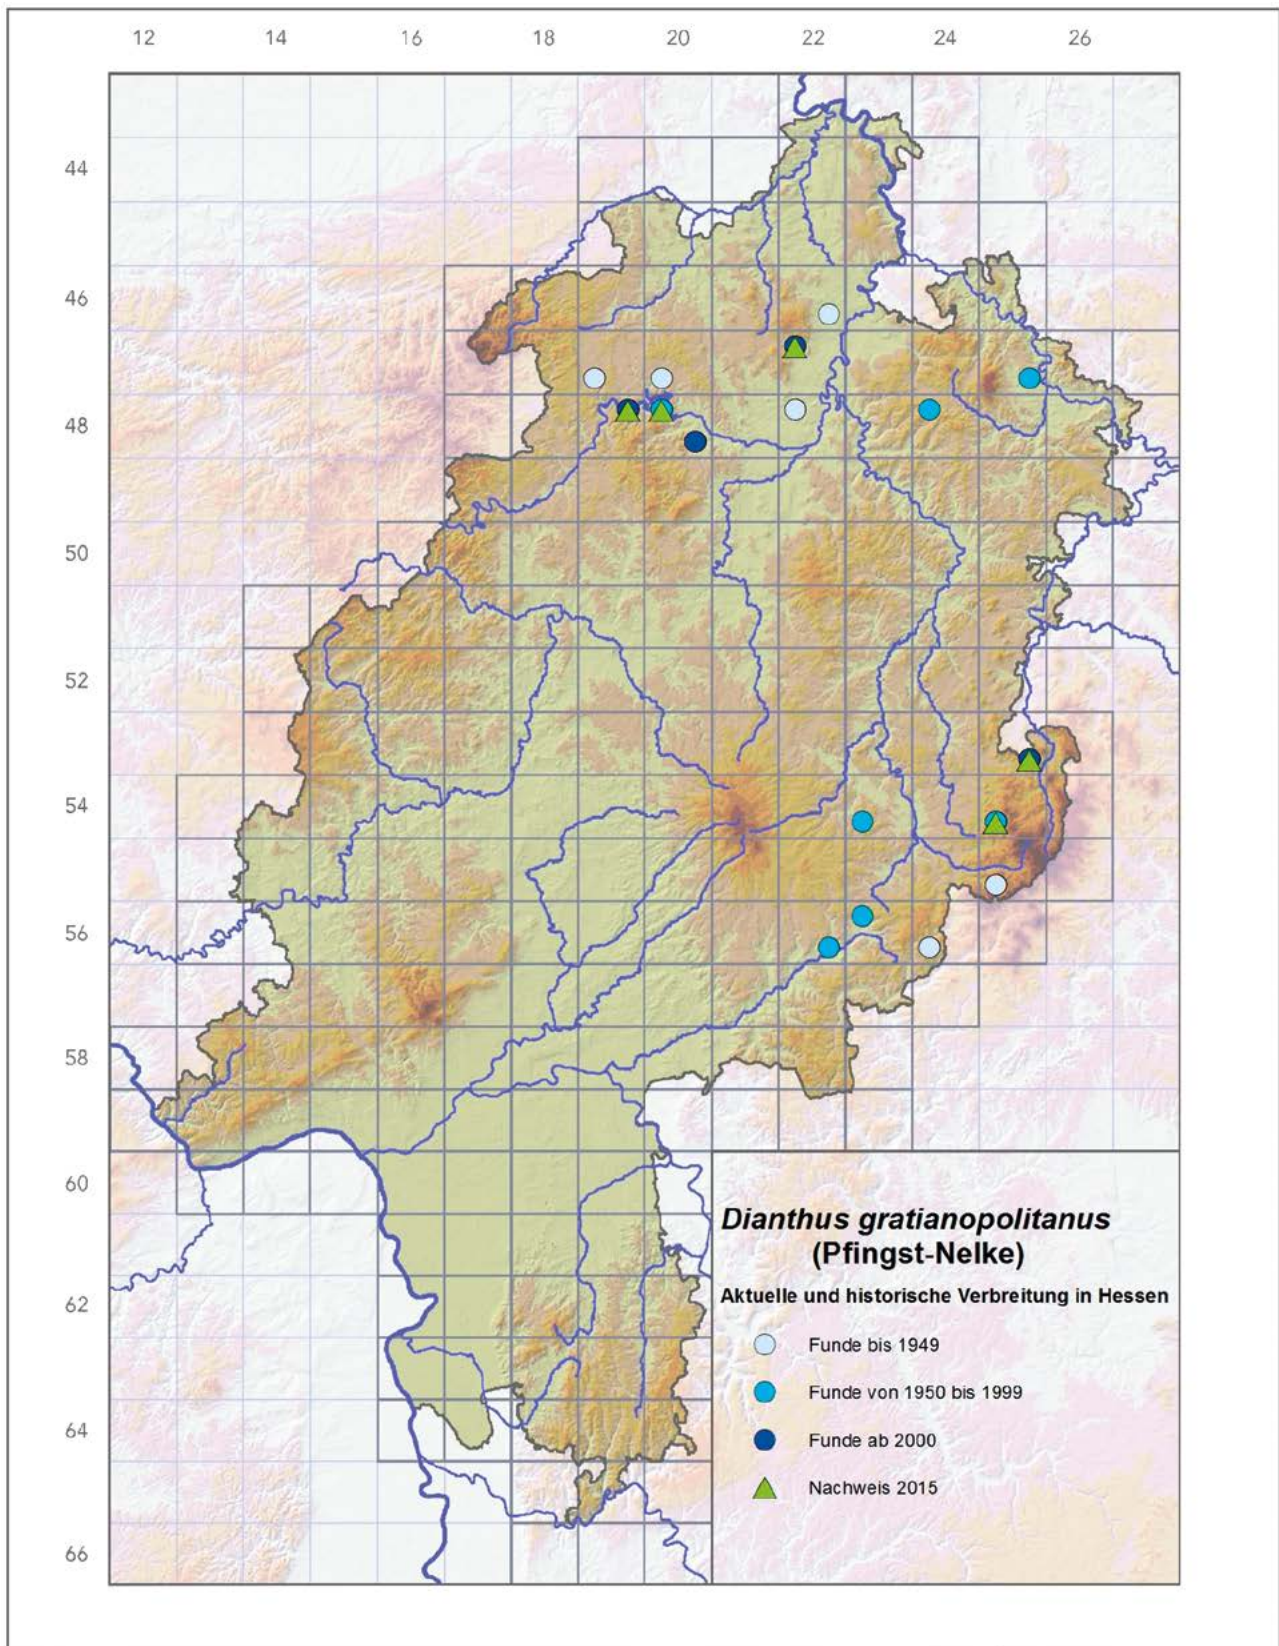 12 14 16 18 20 22 24 26
44
46
48
50
52
54
56
58
60
62
64
66
Dianthus gratianopolitanus
(Pfingst-Nelke)
Aktuelle und historische Verbreitung in Hessen
Funde bis 1949
Funde von 1950 bis 1999
Funde ab 2000
Nachweis 2015